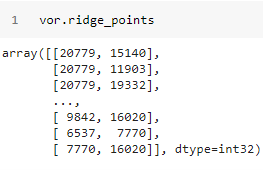 1 vor.ridge_points
array([[20779, 15140],
[20779, 11903],
[20779, 19332],
...,
[ 9842, 16020],
[ 6537,  7770],
[ 7770, 16020]], dtype=int32)